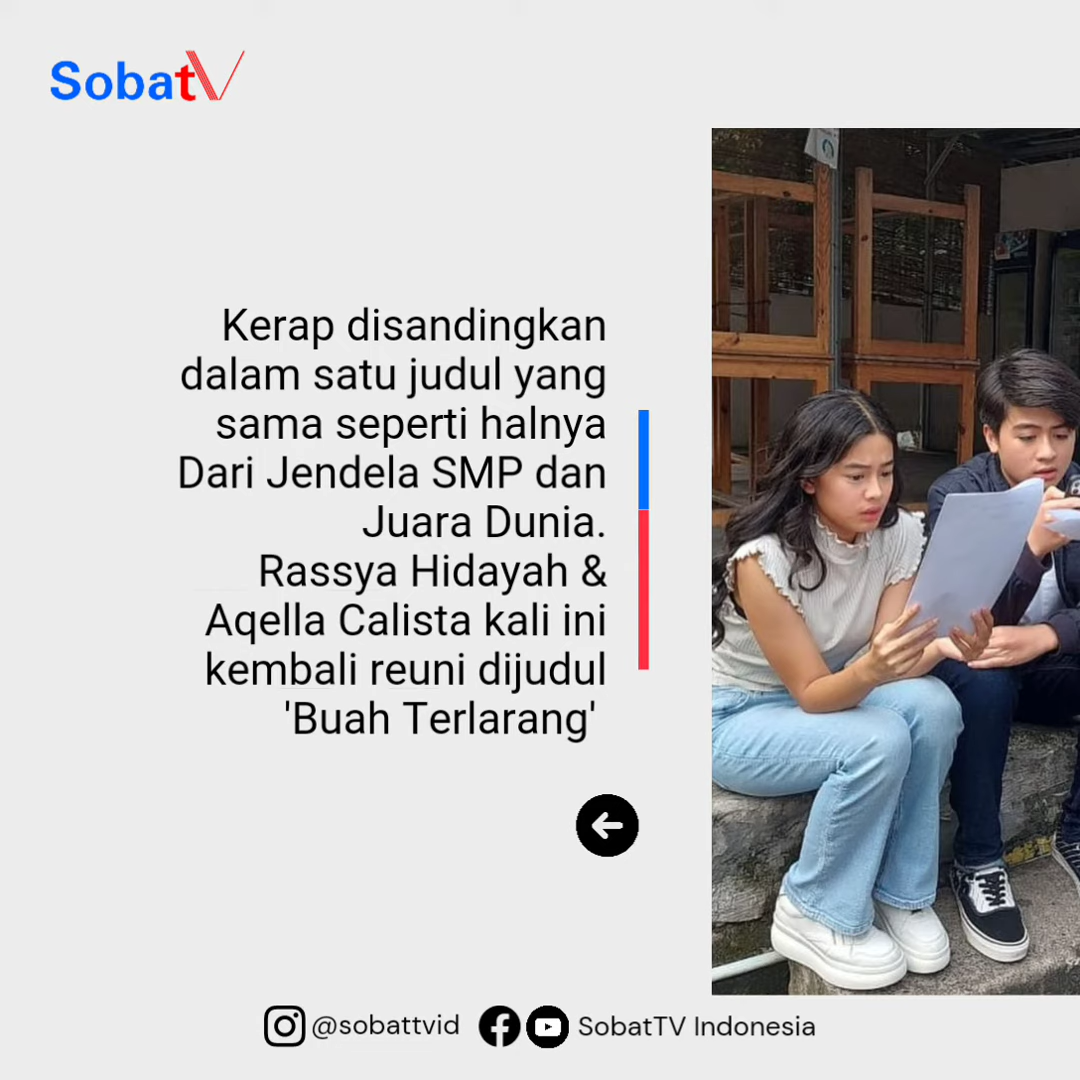 SobatTV
Kerap disandingkan
dalam satu judul yang
sama seperti halnya
Dari Jendela SMP dan
Juara Dunia.
Rassya Hidayah &
Aqella Calista kali ini
kembali reuni dijudul
'Buah Terlarang'
@sobattvid SobatTV Indonesia